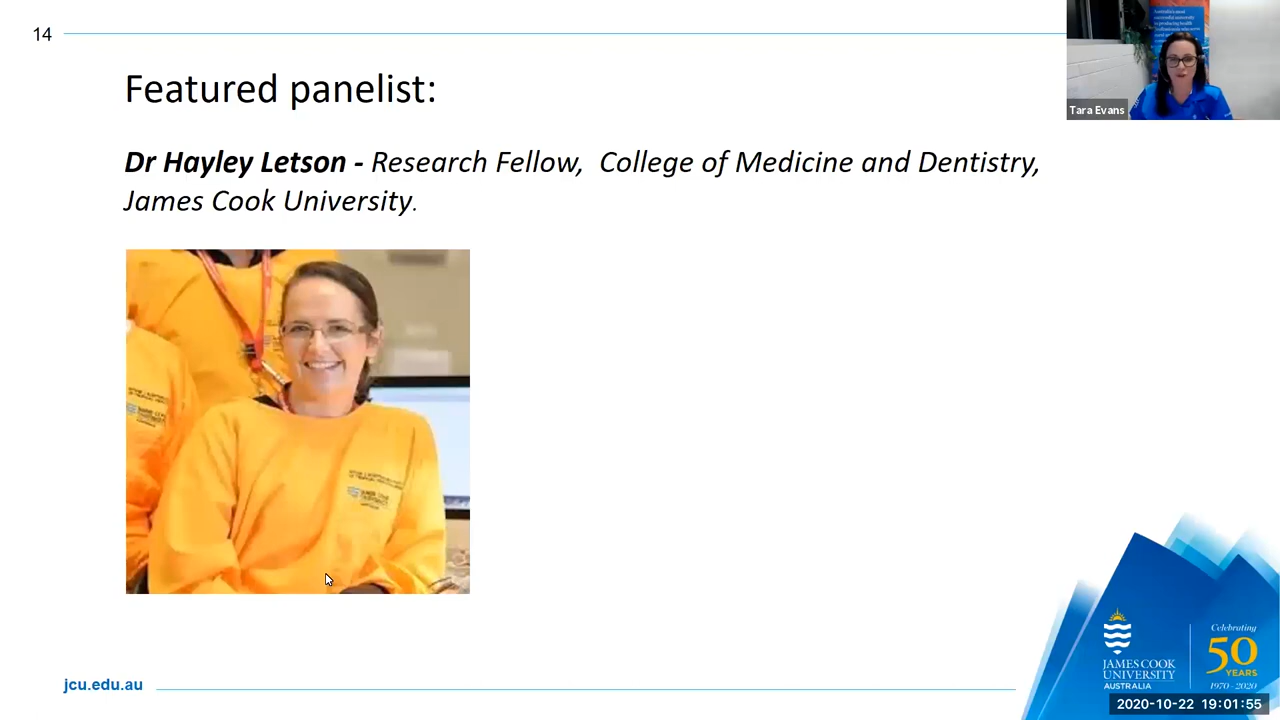 14
Featured panelist:
Tara Evans
Dr Hayley Letson - Research Fellow, College of Medicine and Dentistry,
James Cook University.
jcu.edu.au
JAMES COOK
UNIVERSITY
AUSTRALIA
Celebrating
50
YEARS
1970 - 2020
2020-10-22 19:01:55